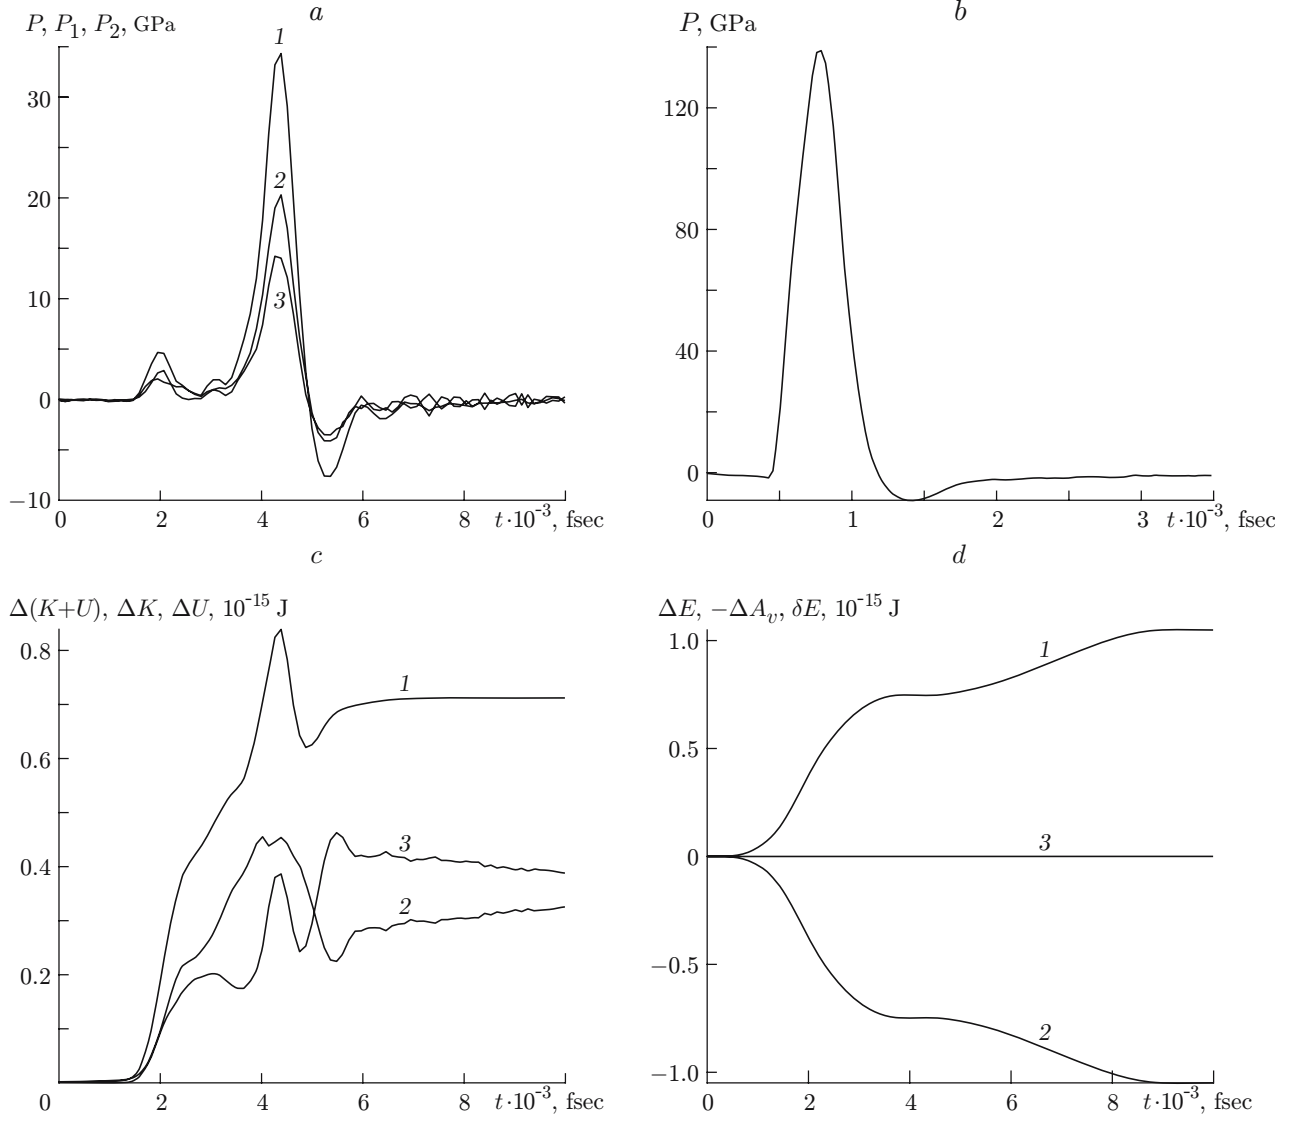 a
P, P₁, P₂, GPa
1
30
2
20
3
10
0
−10
0 2 4 6 8 t·10⁻³, fsec
b
P, GPa
120
80
40
0
0 1 2 3 t·10⁻³, fsec
c
Δ(K+U), ΔK, ΔU, 10⁻¹⁵ J
0.8
1
0.6
3
0.4
2
0.2
0 2 4 6 8 t·10⁻³, fsec
d
ΔE, −ΔAᵥ, δE, 10⁻¹⁵ J
1.0
1
0.5
3
0
−0.5
2
−1.0
0 2 4 6 8 t·10⁻³, fsec